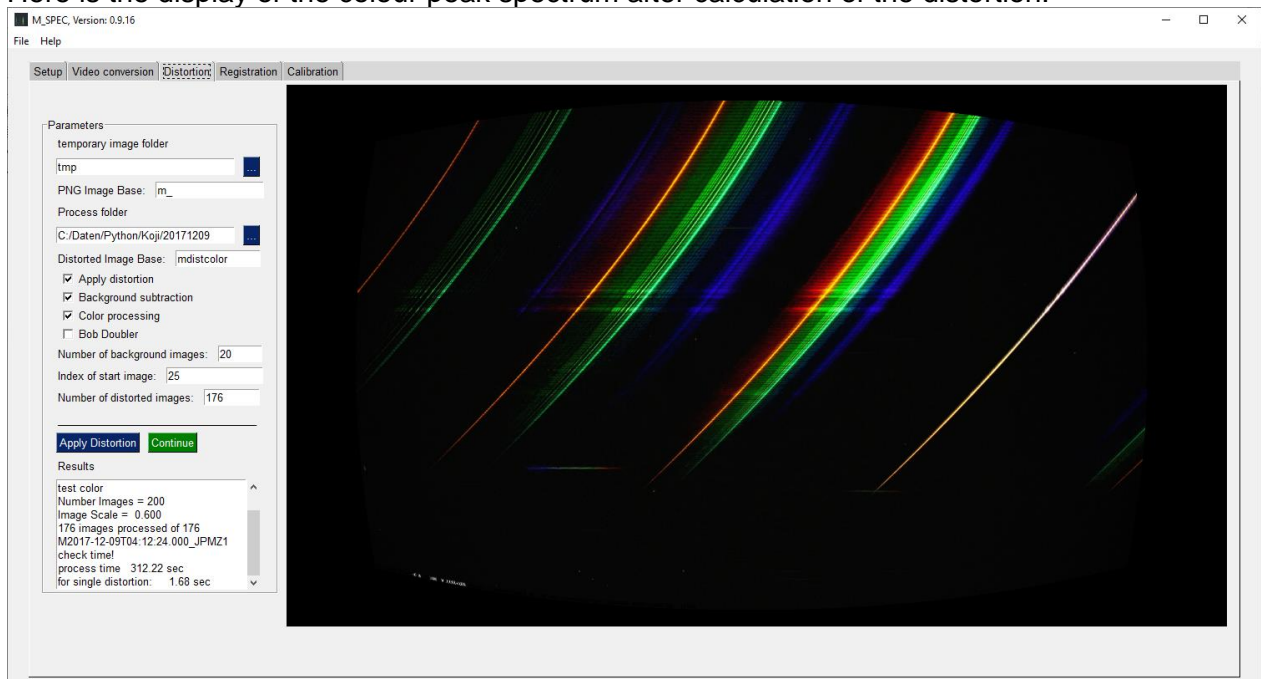 Here is the display of the colour peak spectrum after calculation of the distortion.
M_SPEC, Version: 0.9.16
File Help
Setup Video conversion Distortion Registration Calibration
Parameters
temporary image folder
tmp ...
PNG Image Base: m_
Process folder
C:/Daten/Python/Koji/20171209 ...
Distorted Image Base: mdistcolor
Apply distortion
Background subtraction
Color processing
Bob Doubler
Number of background images: 20
Index of start image: 25
Number of distorted images: 176
Apply Distortion Continue
Results
test color
Number Images = 200
Image Scale = 0.600
176 images processed of 176
M2017-12-09T04:12:24.000_JPMZ1
check time!
process time 312.22 sec
for single distortion: 1.68 sec